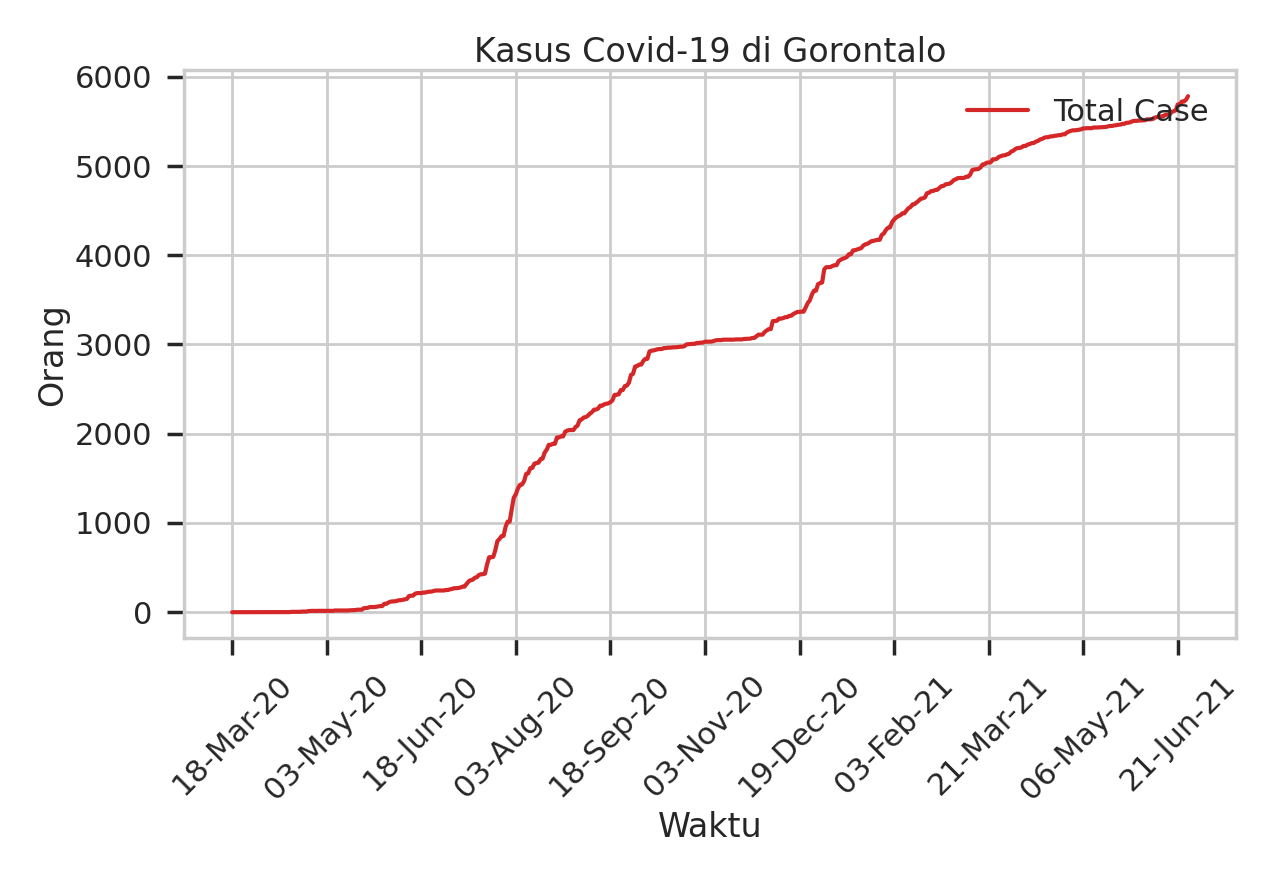 Kasus Covid-19 di Gorontalo
6000
5000
4000
3000
2000
1000
0
Orang
Total Case
18-Mar-20
03-May-20
18-Jun-20
03-Aug-20
18-Sep-20
03-Nov-20
19-Dec-20
03-Feb-21
21-Mar-21
06-May-21
21-Jun-21
Waktu